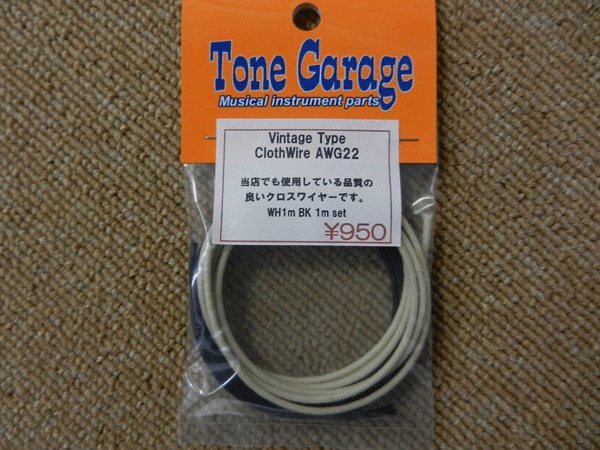 Tone Garage
Musical instrument parts
Vintage Type
ClothWire AWG22
当店でも使用している品質の
良いクロスワイヤーです。
WH1m BK 1m set
¥950